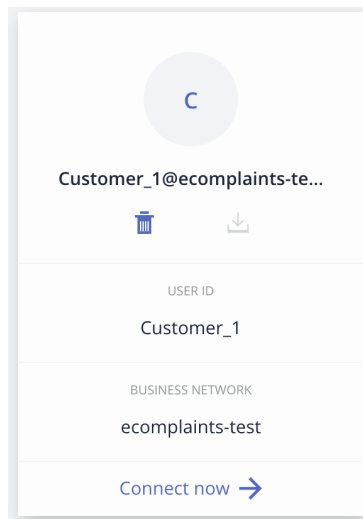 C
Customer_1@ecomplaints-te...
USER ID
Customer_1
BUSINESS NETWORK
ecomplaints-test
Connect now